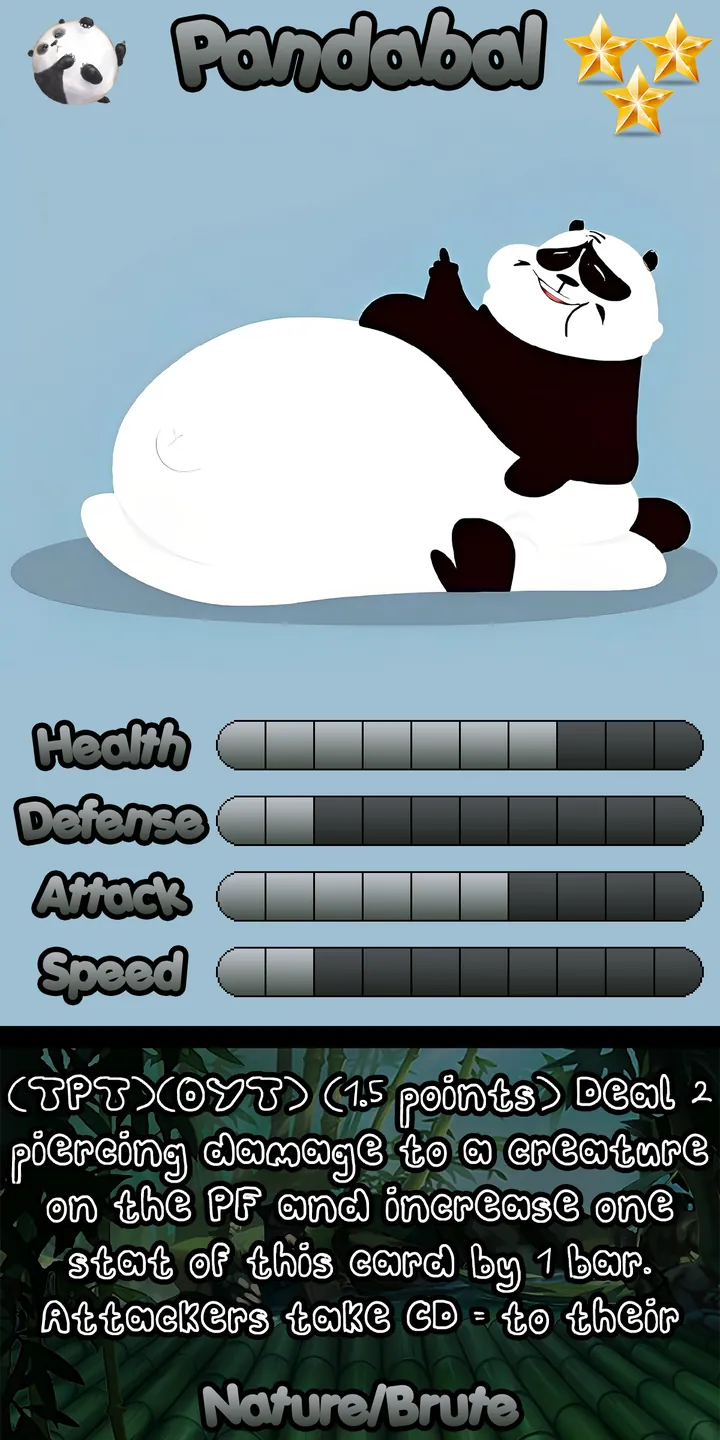 Pandabal
Health
Defense
Attack
Speed
(TPT)(OYT) (1.5 points) Deal 2
piercing damage to a creature
on the PF and increase one
stat of this card by 1 bar.
Attackers take CD = to their
Nature/Brute